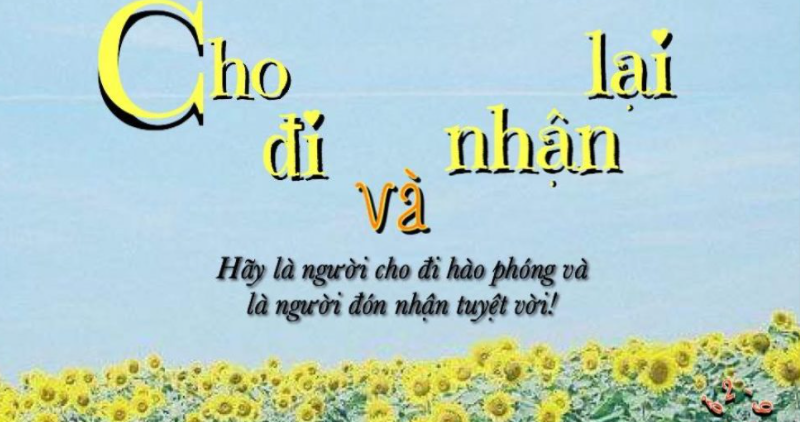 Cho đi và nhận lại
Hãy là người cho đi hào phóng và
là người đón nhận tuyệt vời!